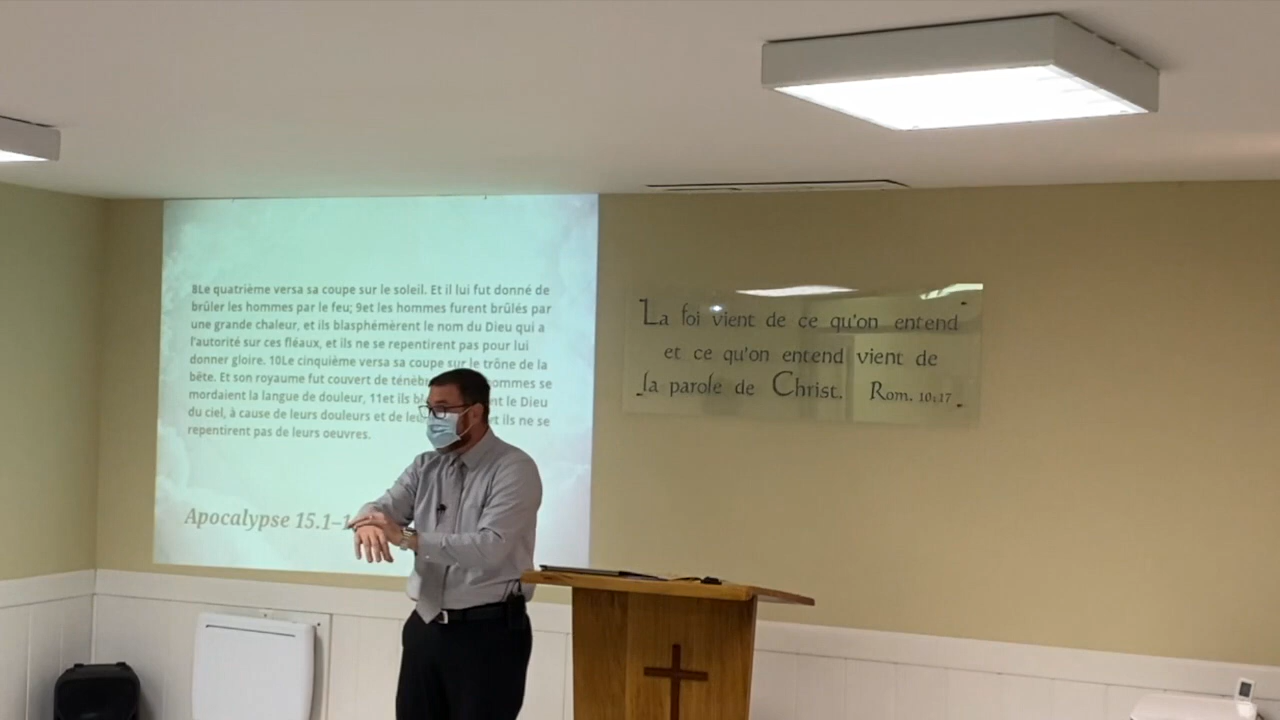 8Le quatrième versa sa coupe sur le soleil. Et il lui fut donné de
brûler les hommes par le feu; 9et les hommes furent brûlés par
une grande chaleur, et ils blasphémèrent le nom du Dieu qui a
l'autorité sur ces fléaux, et ils ne se repentirent pas pour lui
donner gloire. 10Le cinquième versa sa coupe sur le trône de la
bête. Et son royaume fut couvert de ommes se
mordaient la langue de douleur, 11et ils le Dieu
du ciel, à cause de leurs douleurs et de ils ne se
repentirent pas de leurs oeuvres.
Apocalypse 15.1–
La foi vient de ce qu'on entend
et ce qu'on entend vient de
la parole de Christ. Rom. 10:17